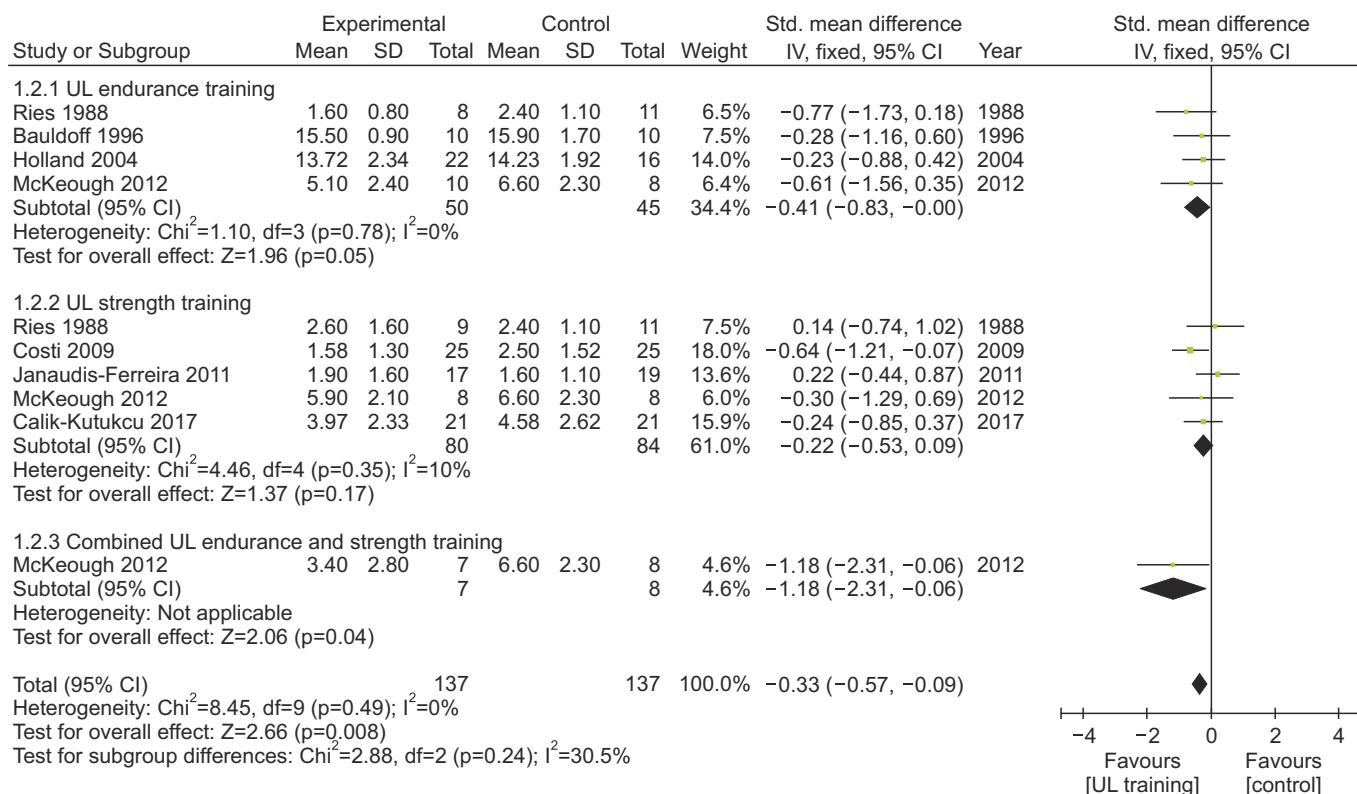 Experimental Control Std. mean difference Std. mean difference
Study or Subgroup Mean SD Total Mean SD Total Weight IV, fixed, 95% CI Year IV, fixed, 95% CI
1.2.1 UL endurance training
Ries 1988 1.60 0.80 8 2.40 1.10 11 6.5% −0.77 (−1.73, 0.18) 1988
Bauldoff 1996 15.50 0.90 10 15.90 1.70 10 7.5% −0.28 (−1.16, 0.60) 1996
Holland 2004 13.72 2.34 22 14.23 1.92 16 14.0% −0.23 (−0.88, 0.42) 2004
McKeough 2012 5.10 2.40 10 6.60 2.30 8 6.4% −0.61 (−1.56, 0.35) 2012
Subtotal (95% CI) 50 45 34.4% −0.41 (−0.83, −0.00)
Heterogeneity: Chi²=1.10, df=3 (p=0.78); I²=0%
Test for overall effect: Z=1.96 (p=0.05)
1.2.2 UL strength training
Ries 1988 2.60 1.60 9 2.40 1.10 11 7.5% 0.14 (−0.74, 1.02) 1988
Costi 2009 1.58 1.30 25 2.50 1.52 25 18.0% −0.64 (−1.21, −0.07) 2009
Janaudis-Ferreira 2011 1.90 1.60 17 1.60 1.10 19 13.6% 0.22 (−0.44, 0.87) 2011
McKeough 2012 5.90 2.10 8 6.60 2.30 8 6.0% −0.30 (−1.29, 0.69) 2012
Calik-Kutukcu 2017 3.97 2.33 21 4.58 2.62 21 15.9% −0.24 (−0.85, 0.37) 2017
Subtotal (95% CI) 80 84 61.0% −0.22 (−0.53, 0.09)
Heterogeneity: Chi²=4.46, df=4 (p=0.35); I²=10%
Test for overall effect: Z=1.37 (p=0.17)
1.2.3 Combined UL endurance and strength training
McKeough 2012 3.40 2.80 7 6.60 2.30 8 4.6% −1.18 (−2.31, −0.06) 2012
Subtotal (95% CI) 7 8 4.6% −1.18 (−2.31, −0.06)
Heterogeneity: Not applicable
Test for overall effect: Z=2.06 (p=0.04)
Total (95% CI) 137 137 100.0% −0.33 (−0.57, −0.09)
Heterogeneity: Chi²=8.45, df=9 (p=0.49); I²=0%
Test for overall effect: Z=2.66 (p=0.008)
Test for subgroup differences: Chi²=2.88, df=2 (p=0.24); I²=30.5%
−4 −2 0 2 4
Favours Favours
[UL training] [control]